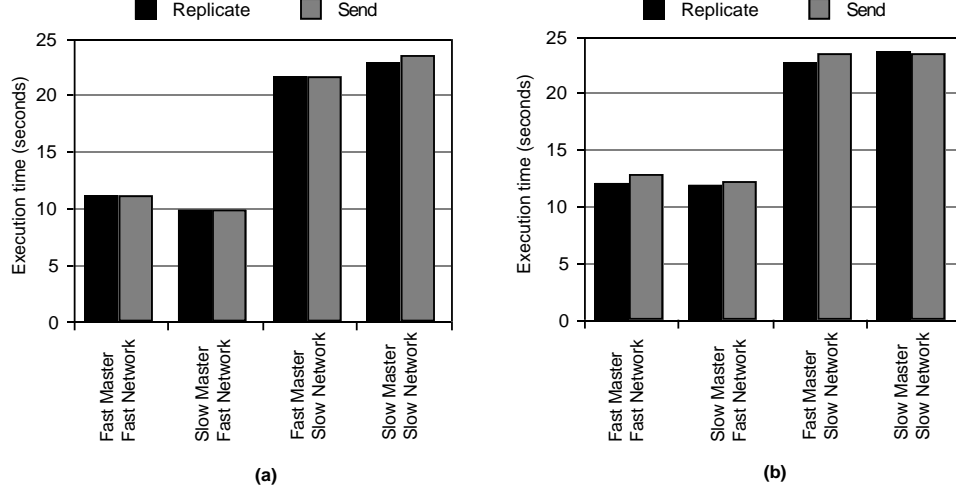 Replicate Send
Execution time (seconds)
25
20
15
10
5
0
Fast Master
Fast Network
Slow Master
Fast Network
Fast Master
Slow Network
Slow Master
Slow Network
(a)
Replicate Send
Execution time (seconds)
25
20
15
10
5
0
Fast Master
Fast Network
Slow Master
Fast Network
Fast Master
Slow Network
Slow Master
Slow Network
(b)